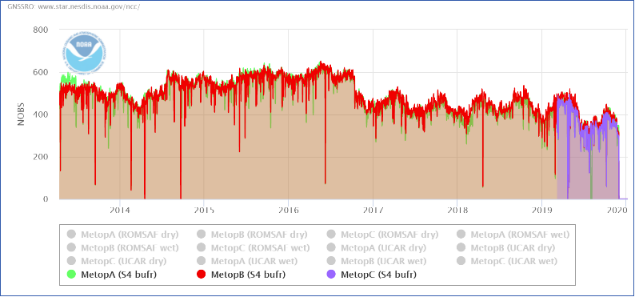 GNSSRO www.star.nesdis.noaa.gov/ncc/
800
600
400
200
0
NOBS
2014 2015 2016 2017 2018 2019 2020
MetopA (ROMSAF dry) MetopB (ROMSAF dry) MetopC (ROMSAF dry) MetopA (ROMSAF wet)
MetopB (ROMSAF wet) MetopC (ROMSAF wet) MetopA (UCAR dry) MetopB (UCAR dry)
MetopC (UCAR dry) MetopA (UCAR wet) MetopB (UCAR wet) MetopC (UCAR wet)
MetopA (S4 bufr) MetopB (S4 bufr) MetopC (S4 bufr)